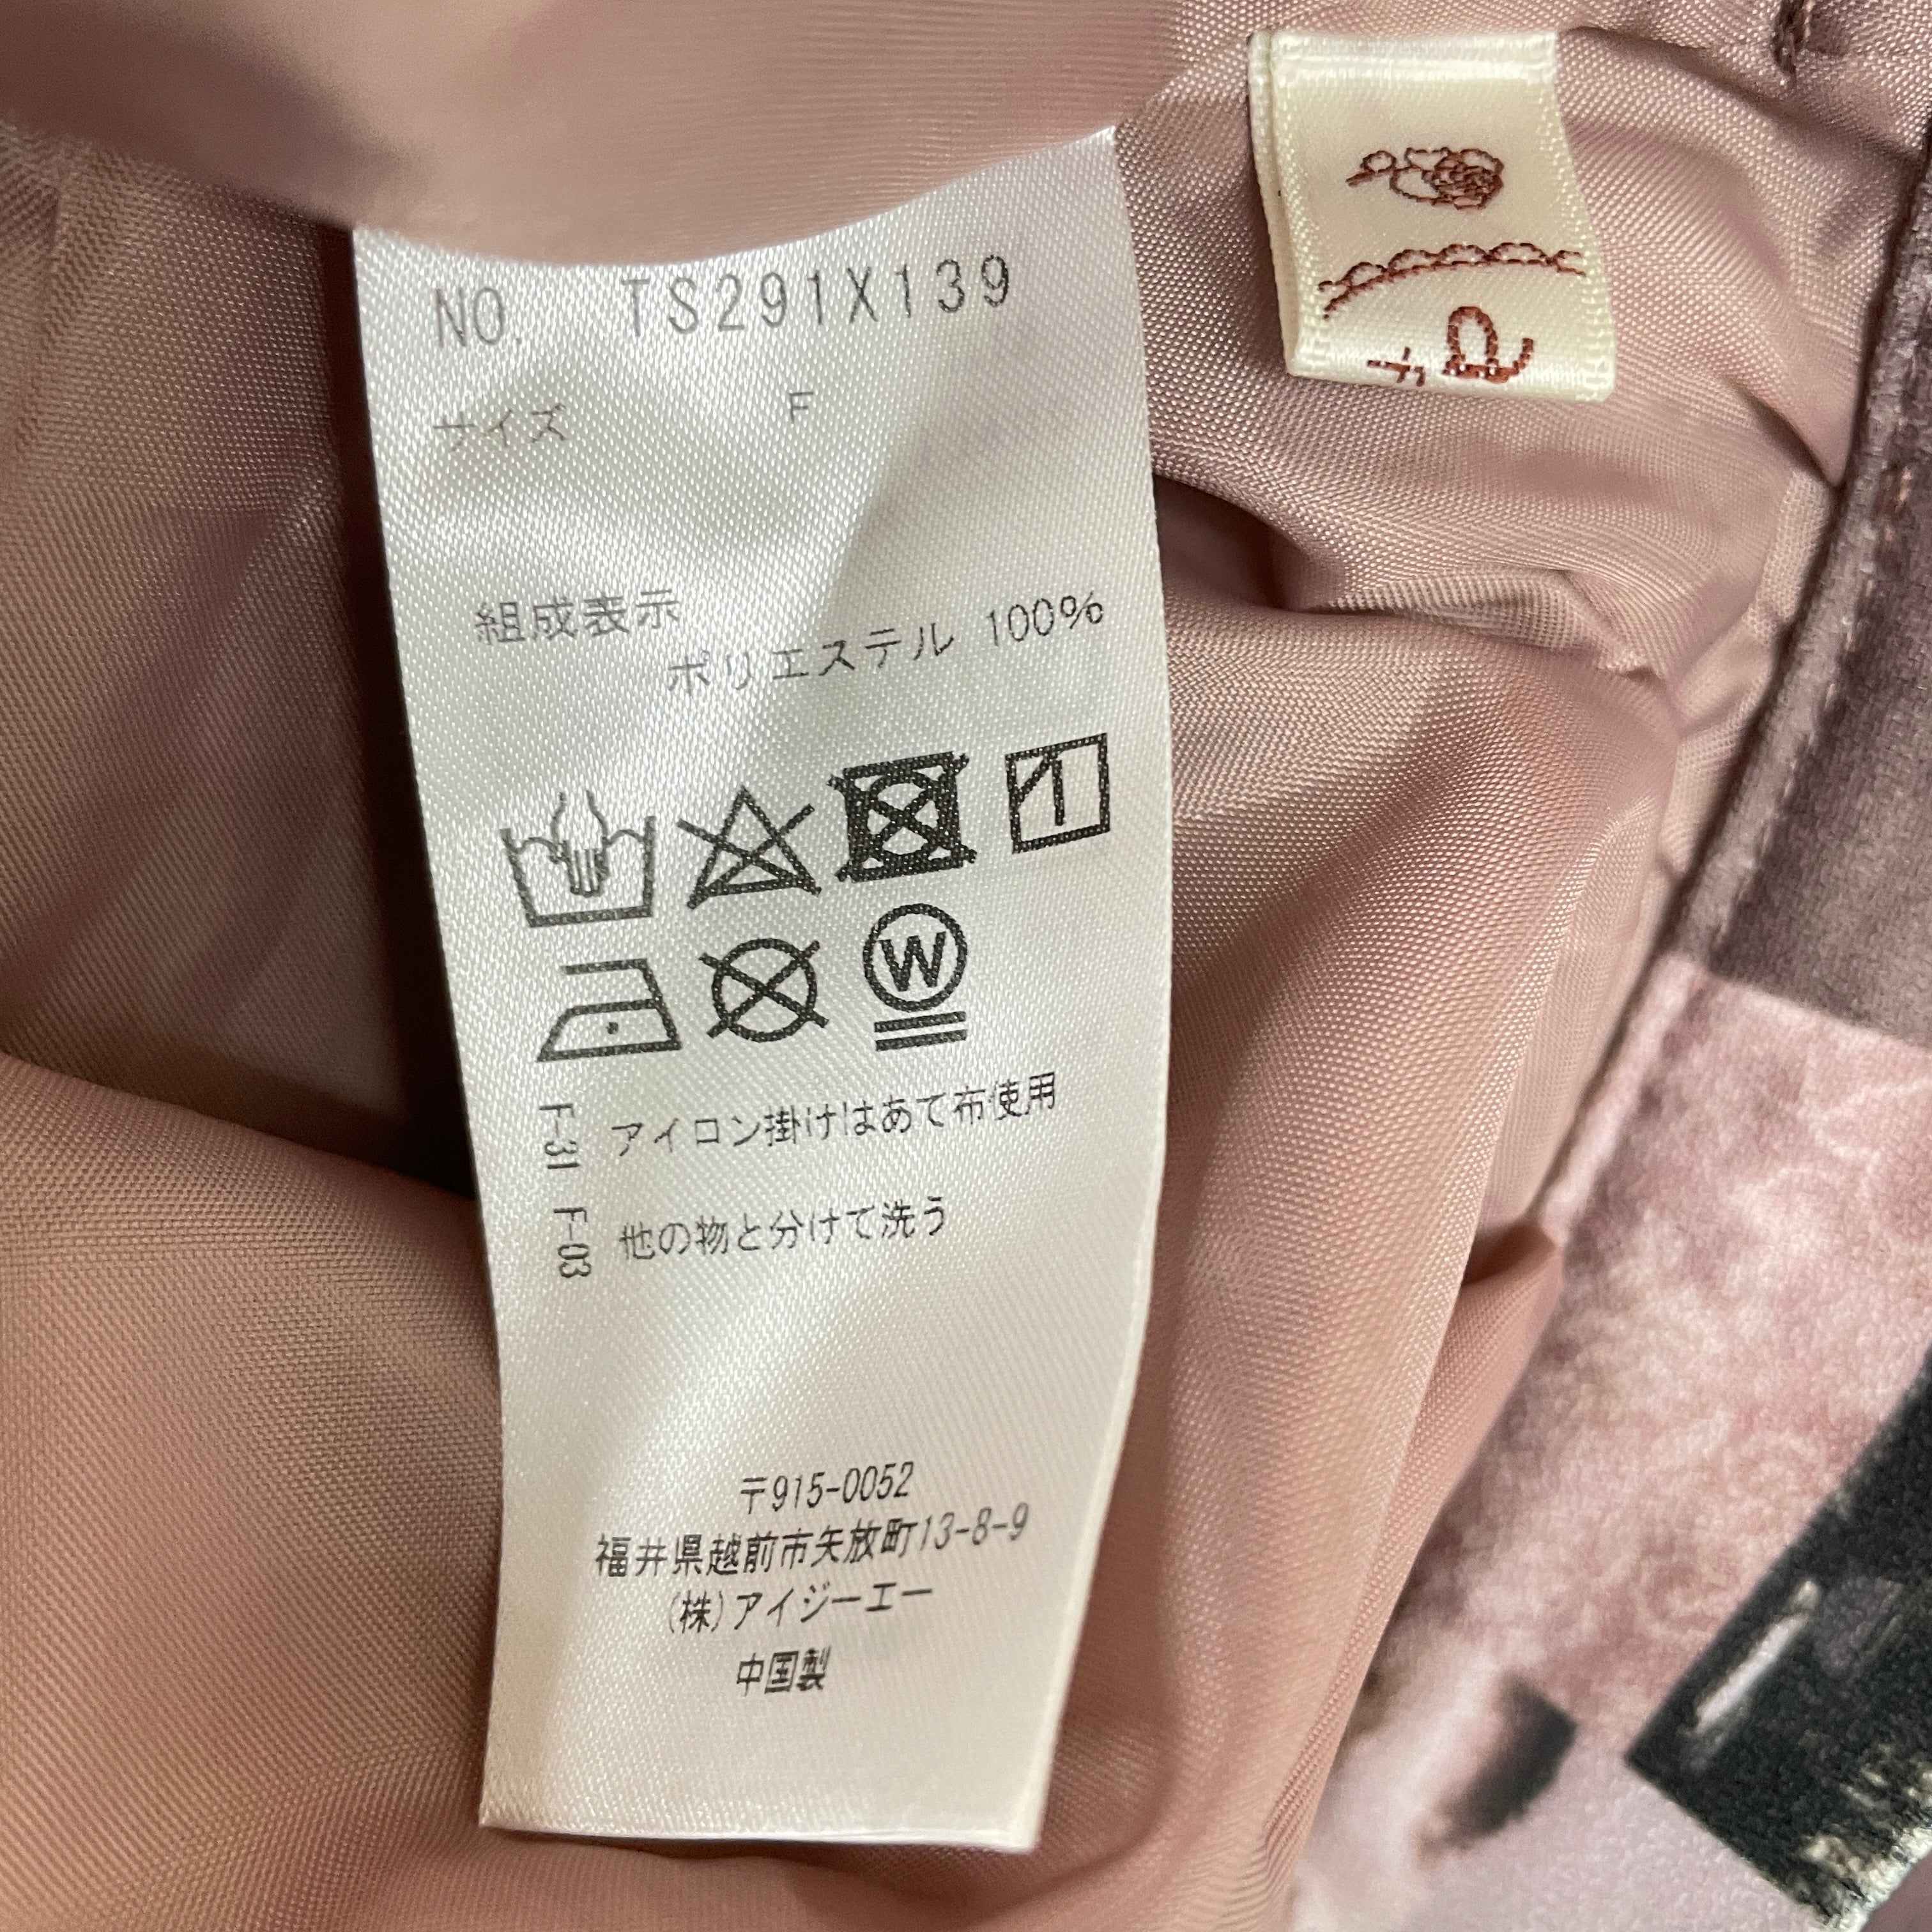 NO. TS291X139
サイズ F
組成表示
ポリエステル 100%
W
F-31 アイロン掛けはあて布使用
F-03 他の物と分けて洗う
〒915-0052
福井県越前市矢放町13-8-9
(株)アイジーエー
中国製